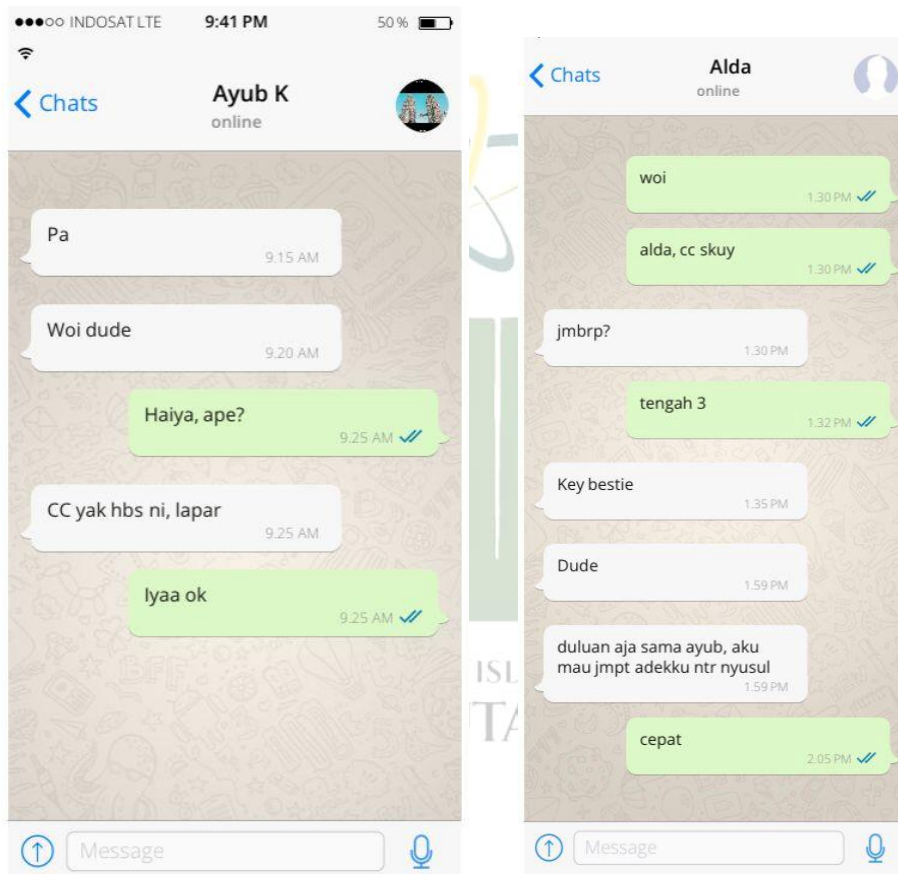 INDOSAT LTE
9:41 PM
50 %
Chats
Ayub K
online
Pa
9.15 AM
Woi dude
9.20 AM
Haiya, ape?
9.25 AM
CC yak hbs ni, lapar
9.25 AM
Iyaa ok
9.25 AM
Message
ISL
TA
Chats
Alda
online
woi
1.30 PM
alda, cc skuy
1.30 PM
jmbrp?
1.30 PM
tengah 3
1.32 PM
Key bestie
1.35 PM
Dude
1.59 PM
duluan aja sama ayub, aku
mau jmpt adekku ntr nyusul
1.59 PM
cepat
2.05 PM
Message